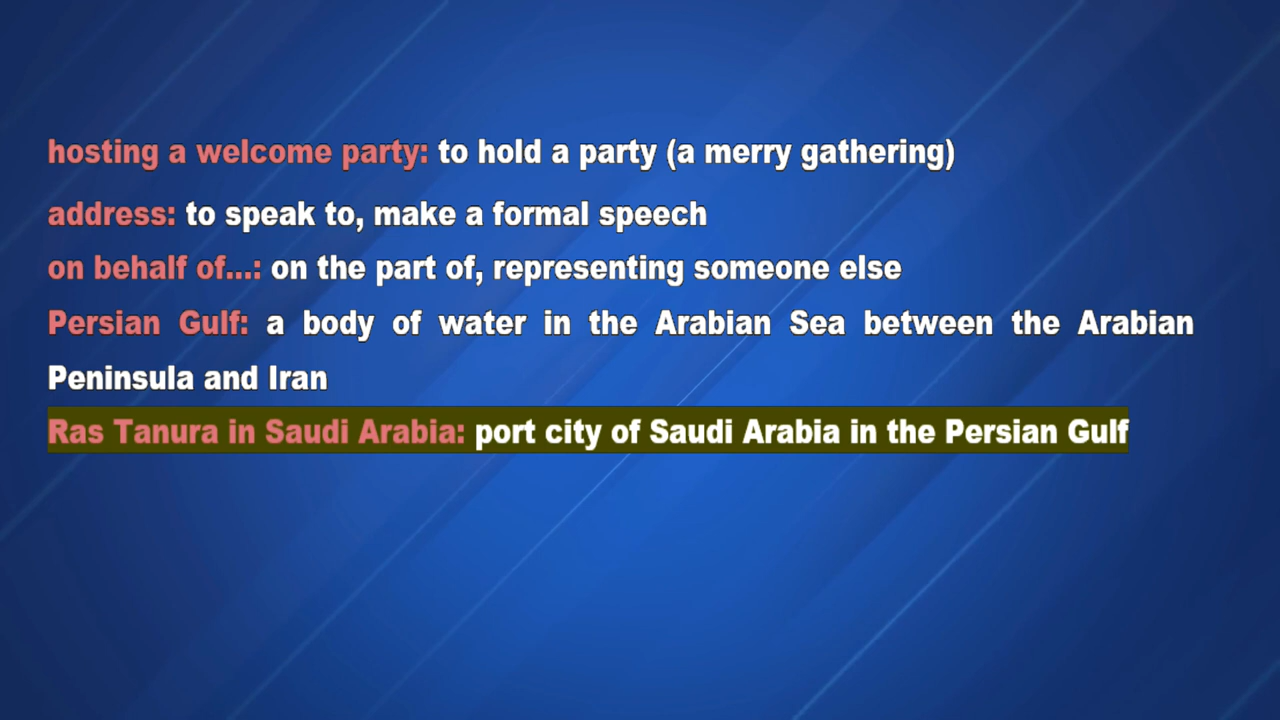 hosting a welcome party: to hold a party (a merry gathering)
address: to speak to, make a formal speech
on behalf of...: on the part of, representing someone else
Persian Gulf: a body of water in the Arabian Sea between the Arabian
Peninsula and Iran
Ras Tanura in Saudi Arabia: port city of Saudi Arabia in the Persian Gulf